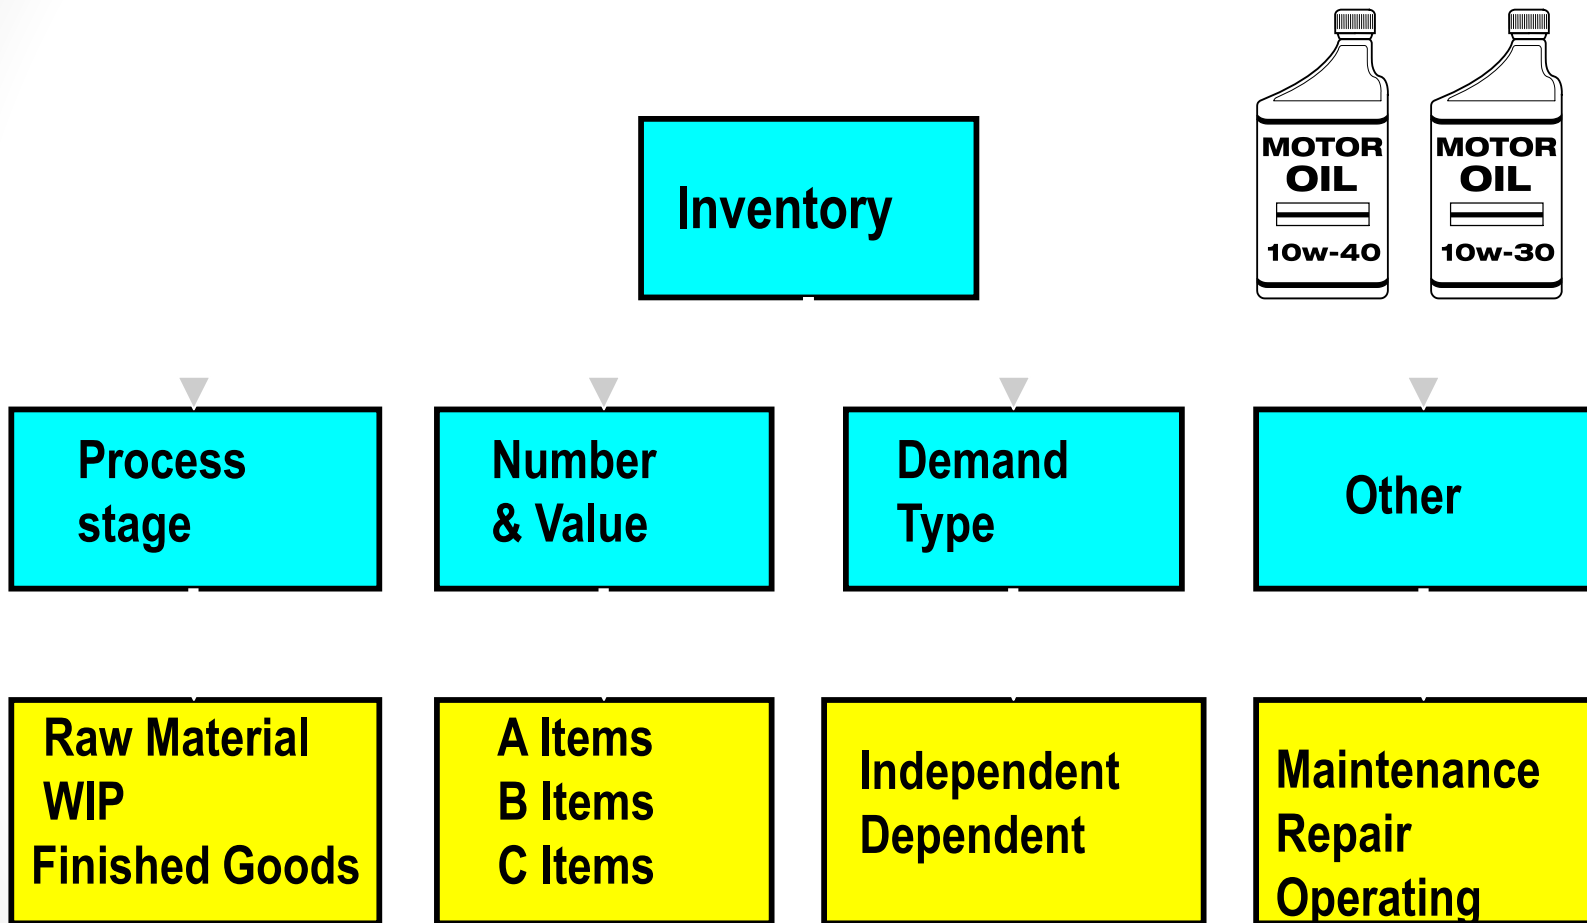 MOTOR
OIL
10w-40
MOTOR
OIL
10w-30
Inventory
Process
stage
Number
& Value
Demand
Type
Other
Raw Material
WIP
Finished Goods
A Items
B Items
C Items
Independent
Dependent
Maintenance
Repair
Operating